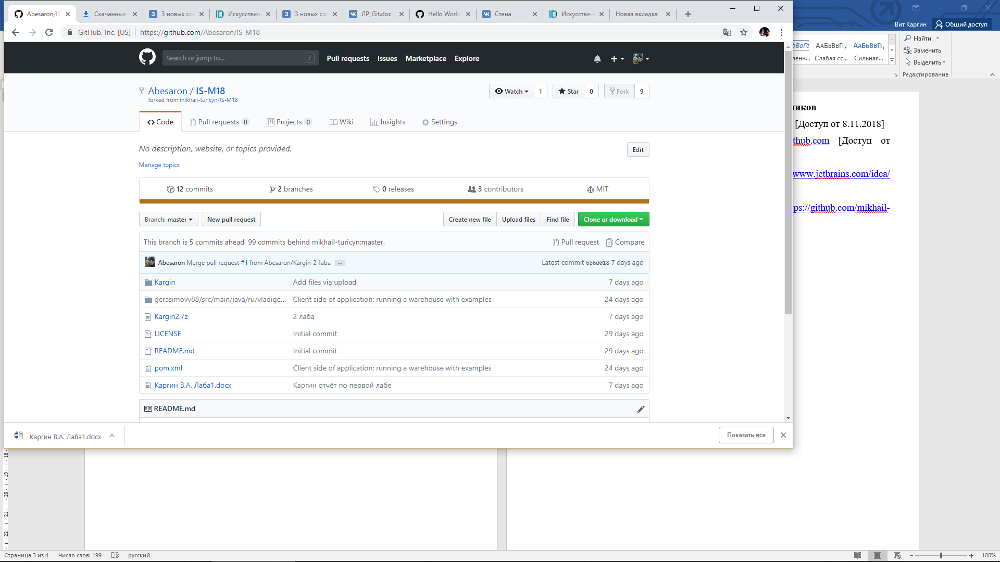 Abesaron/IS
Скачанные
3 новых соо
Искусствен
3 новых соо
ЛР_Git.doc
Hello World
Стена
Искусствен
Новая вкладка
GitHub, Inc. [US]
https://github.com/Abesaron/IS-M18
Вит Каргин
Общий доступ
Search or jump to...
/
Pull requests
Issues
Marketplace
Explore
АаБбВвГгД
АаБбВвГг,
Слабая сс...
Сильная...
Найти
Заменить
Выделить
Редактирование
Abesaron / IS-M18
forked from mikhail-turicyn/IS-M18
Watch 1
Star 0
Fork 9
Code
Pull requests 0
Projects 0
Wiki
Insights
Settings
No description, website, or topics provided.
Edit
Manage topics
12 commits
2 branches
0 releases
3 contributors
MIT
Branch: master
New pull request
Create new file
Upload files
Find file
Clone or download
This branch is 5 commits ahead, 99 commits behind mikhail-turicyn:master.
Pull request
Compare
Abesaron Merge pull request #1 from Abesaron/Kargin-2-laba ...
Latest commit 686d018 7 days ago
Kargin Add files via upload 7 days ago
gerasimovv88/src/main/java/ru/vladige... Client side of application: running a warehouse with examples 24 days ago
Kargin2.7z 2 лаба 7 days ago
LICENSE Initial commit 29 days ago
README.md Initial commit 29 days ago
pom.xml Client side of application: running a warehouse with examples 24 days ago
Каргин В.А. Лаба1.docx Каргин отчёт по первой лабе 7 days ago
README.md
иков
[Доступ от 8.11.2018]
thub.com [Доступ от
www.jetbrains.com/idea/
ps://github.com/mikhail-
Каргин В.А. Лаба1.docx
Показать все
18
19
20
21
22
Страница 3 из 4
Число слов: 199
русский
100%